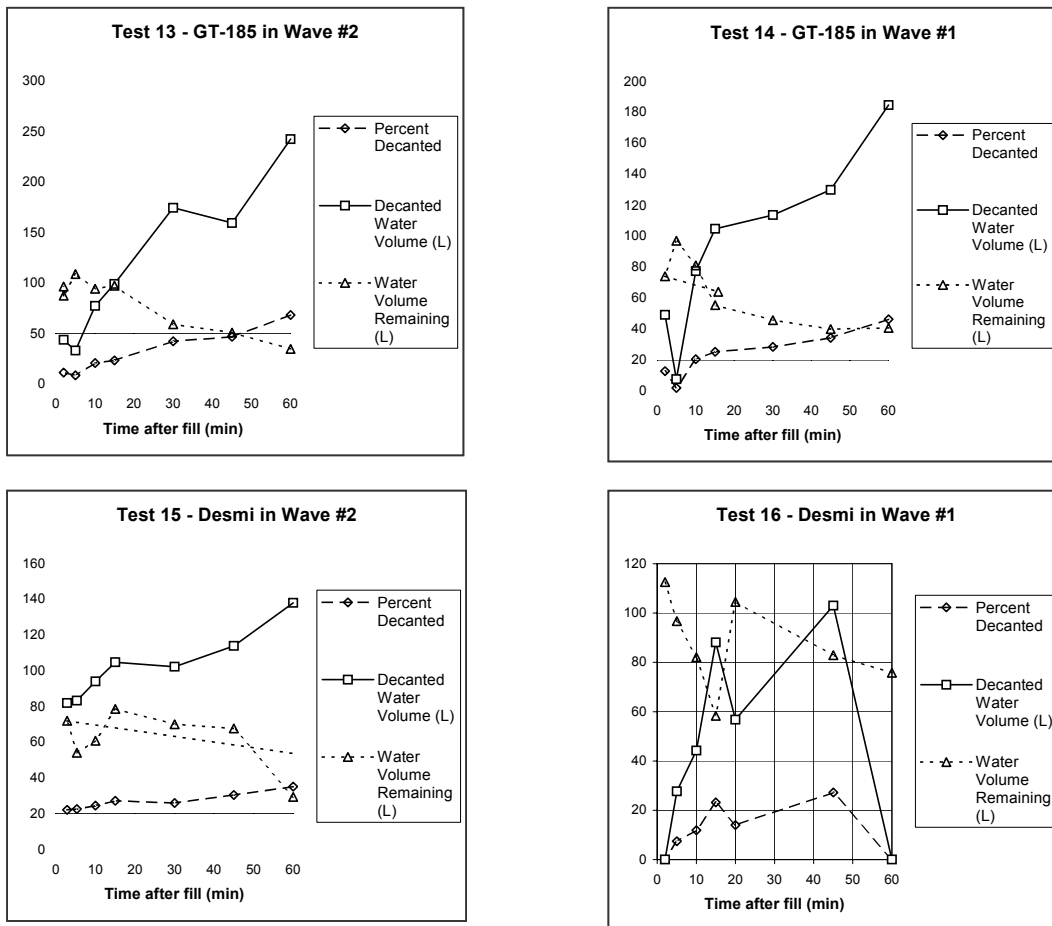 Test 13 - GT-185 in Wave #2
300
250
200
150
100
50
0
0 10 20 30 40 50 60
Time after fill (min)
Percent
Decanted
Decanted
Water
Volume (L)
Water
Volume
Remaining
(L)
Test 14 - GT-185 in Wave #1
200
180
160
140
120
100
80
60
40
20
0
0 10 20 30 40 50 60
Time after fill (min)
Percent
Decanted
Decanted
Water
Volume (L)
Water
Volume
Remaining
(L)
Test 15 - Desmi in Wave #2
160
140
120
100
80
60
40
20
0
0 10 20 30 40 50 60
Time after fill (min)
Percent
Decanted
Decanted
Water
Volume (L)
Water
Volume
Remaining
(L)
Test 16 - Desmi in Wave #1
120
100
80
60
40
20
0
0 10 20 30 40 50 60
Time after fill (min)
Percent
Decanted
Decanted
Water
Volume (L)
Water
Volume
Remaining
(L)